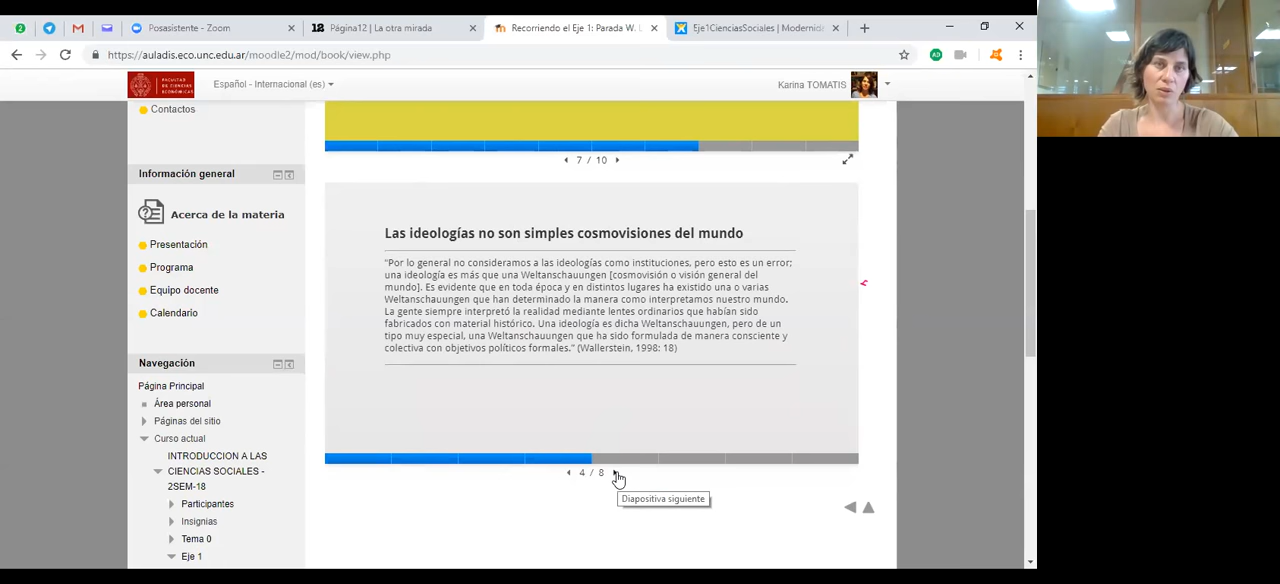 2
Posasistente - Zoom
12
Página12 | La otra mirada
Recorriendo el Eje 1: Parada W. E
Eje1CienciasSociales | Modernid
https://auladis.eco.unc.edu.ar/moodle2/mod/book/view.php
AD
FACULTAD
DE CIENCIAS
ECONÓMICAS
Español - Internacional (es)
Karina TOMATIS
Contactos
7 / 10
Información general
Acerca de la materia
Presentación
Programa
Equipo docente
Calendario
Navegación
Página Principal
Área personal
Páginas del sitio
Curso actual
INTRODUCCION A LAS
CIENCIAS SOCIALES -
2SEM-18
Participantes
Insignias
Tema 0
Eje 1
Las ideologías no son simples cosmovisiones del mundo
"Por lo general no consideramos a las ideologías como instituciones, pero esto es un error;
una ideología es más que una Weltanschauungen [cosmovisión o visión general del
mundo]. Es evidente que en toda época y en distintos lugares ha existido una o varias
Weltanschauungen que han determinado la manera como interpretamos nuestro mundo.
La gente siempre interpretó la realidad mediante lentes ordinarios que habían sido
fabricados con material histórico. Una ideología es dicha Weltanschauungen, pero de un
tipo muy especial, una Weltanschauungen que ha sido formulada de manera consciente y
colectiva con objetivos políticos formales." (Wallerstein, 1998: 18)
4 / 8
Diapositiva siguiente